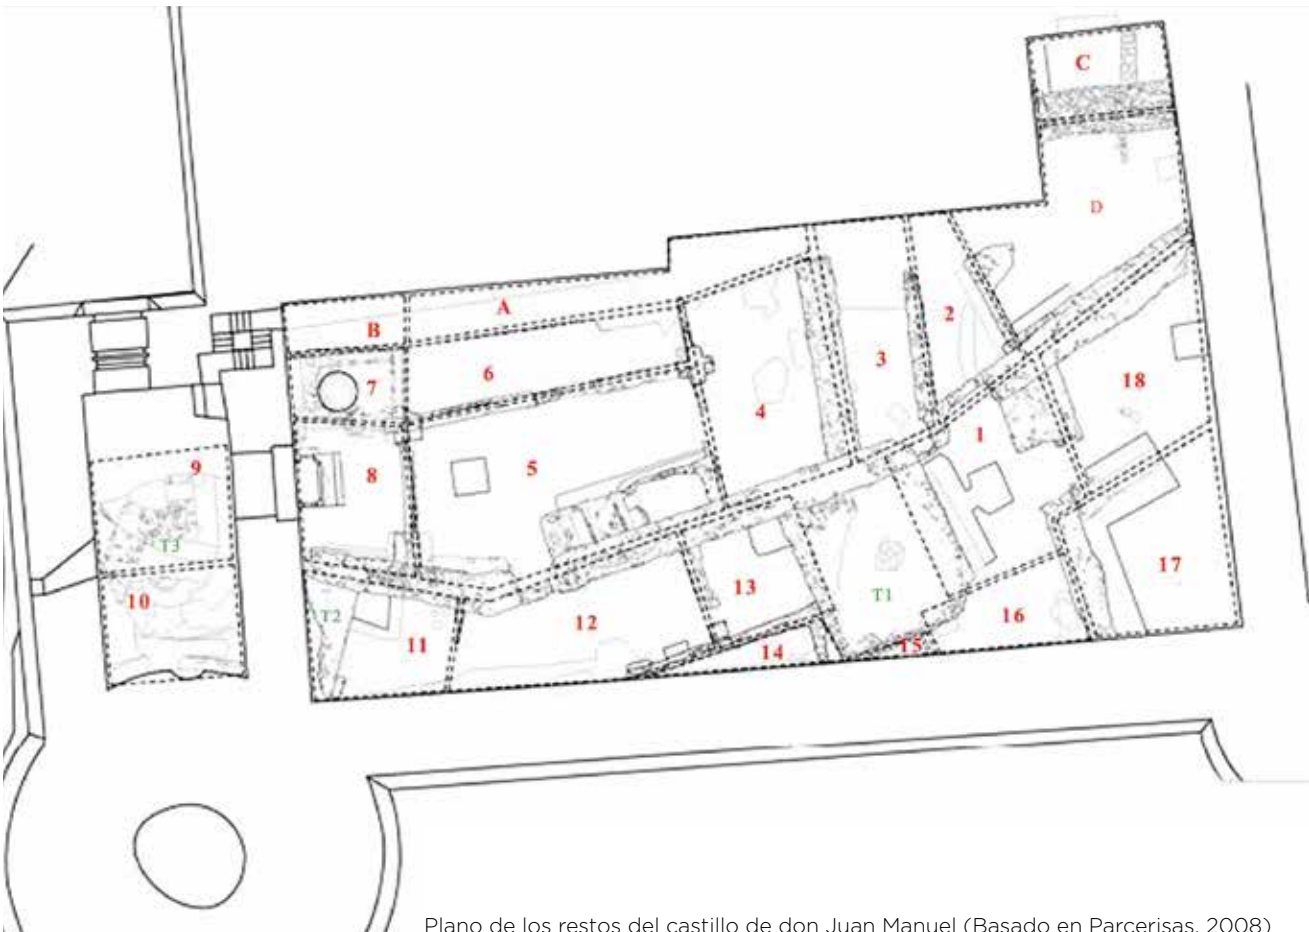 C
D
A
B
2
3
6
7
4
18
1
9
5
8
T3
10
17
13
T1
T2
12
16
11
15
14
Plano de los restos del castillo de don Juan Manuel (Basado en Parcerisas, 2008)